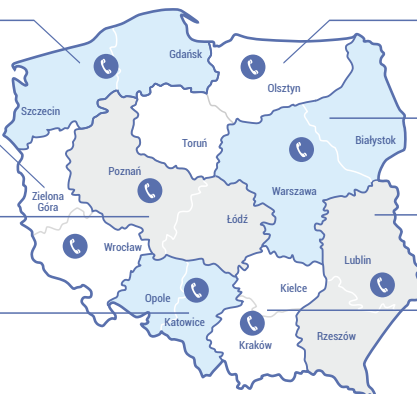 Gdańsk
Olsztyn
Szczecin
Toruń
Białystok
Poznań
Warszawa
Zielona
Góra
Łódź
Wrocław
Lublin
Kielce
Opole
Katowice
Kraków
Rzeszów